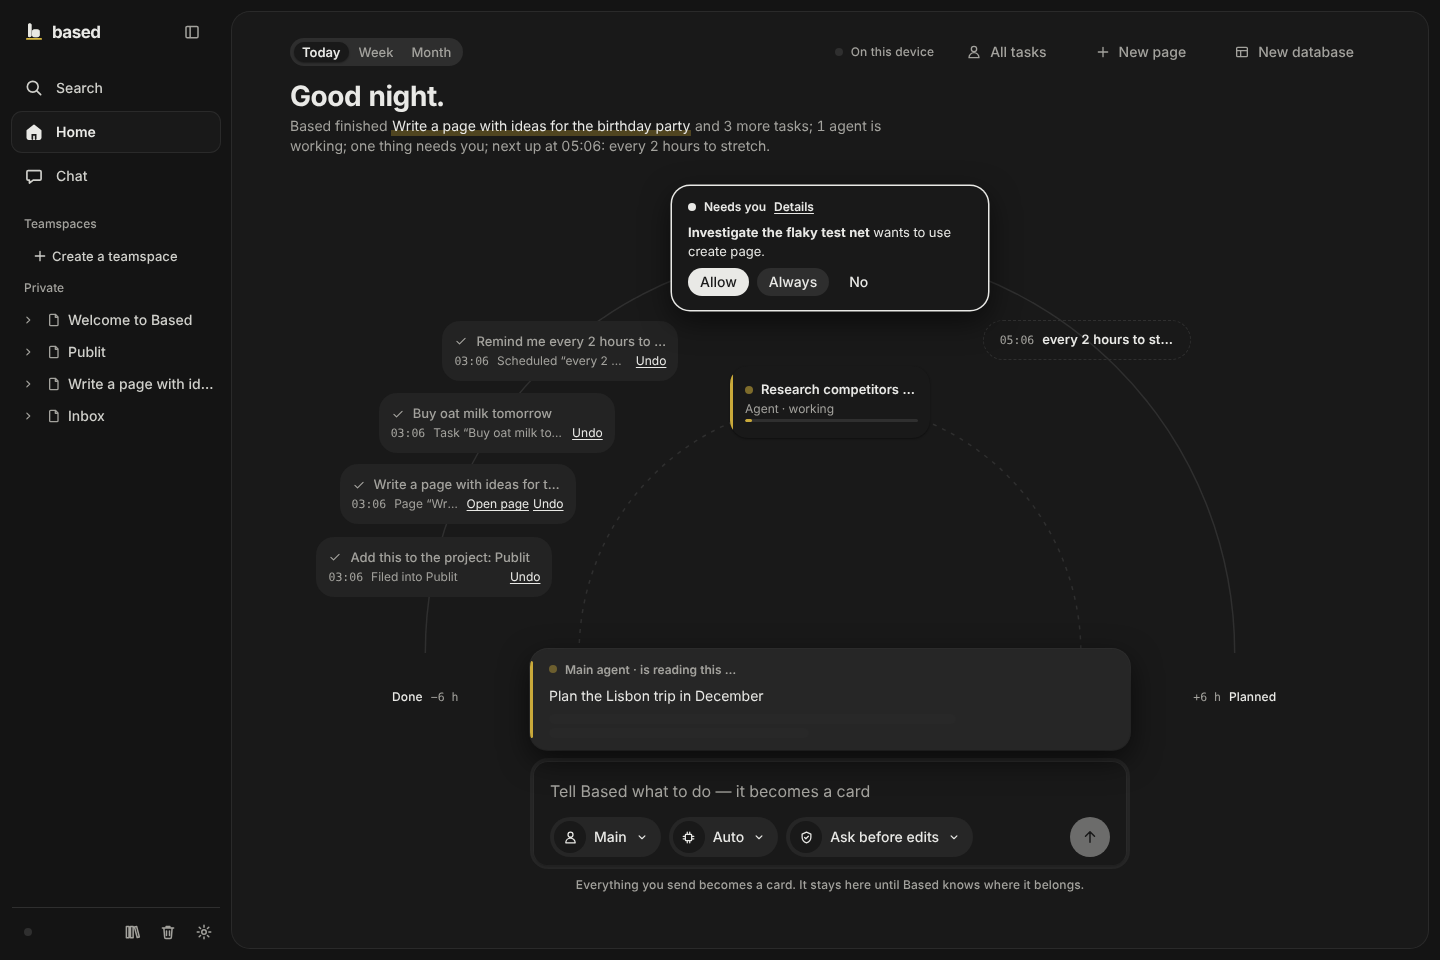 based
Search
Home
Chat
Teamspaces
Create a teamspace
Private
Welcome to Based
Publit
Write a page with id...
Inbox
Today Week Month
On this device
All tasks
New page
New database
Good night.
Based finished Write a page with ideas for the birthday party and 3 more tasks; 1 agent is
working; one thing needs you; next up at 05:06: every 2 hours to stretch.
Needs you Details
Investigate the flaky test net wants to use
create page.
Allow Always No
Remind me every 2 hours to ...
03:06 Scheduled “every 2 ... Undo
05:06 every 2 hours to st...
Research competitors ...
Agent · working
Buy oat milk tomorrow
03:06 Task “Buy oat milk to... Undo
Write a page with ideas for t...
03:06 Page “Wr... Open page Undo
Add this to the project: Publit
03:06 Filed into Publit Undo
Done −6 h
+6 h Planned
Main agent · is reading this ...
Plan the Lisbon trip in December
Tell Based what to do — it becomes a card
Main
Auto
Ask before edits
Everything you send becomes a card. It stays here until Based knows where it belongs.